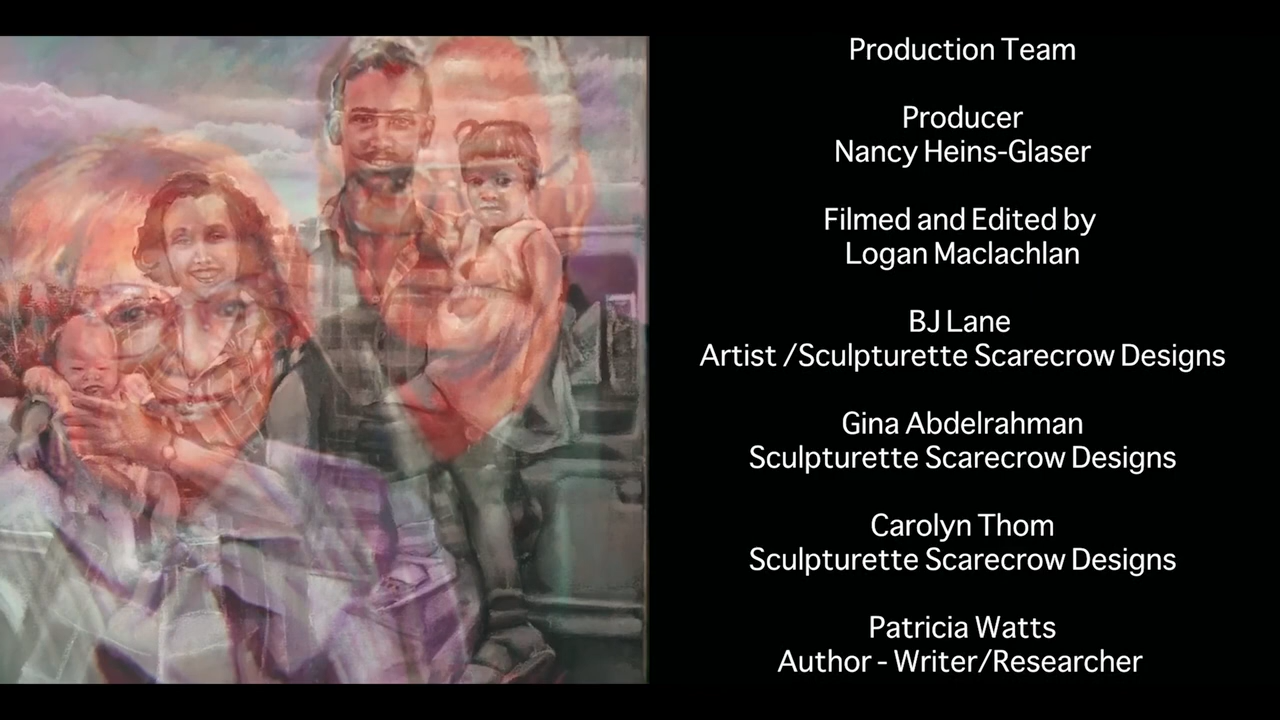 Production Team
Producer
Nancy Heins-Glaser
Filmed and Edited by
Logan Maclachlan
BJ Lane
Artist /Sculpturette Scarecrow Designs
Gina Abdelrahman
Sculpturette Scarecrow Designs
Carolyn Thom
Sculpturette Scarecrow Designs
Patricia Watts
Author - Writer/Researcher